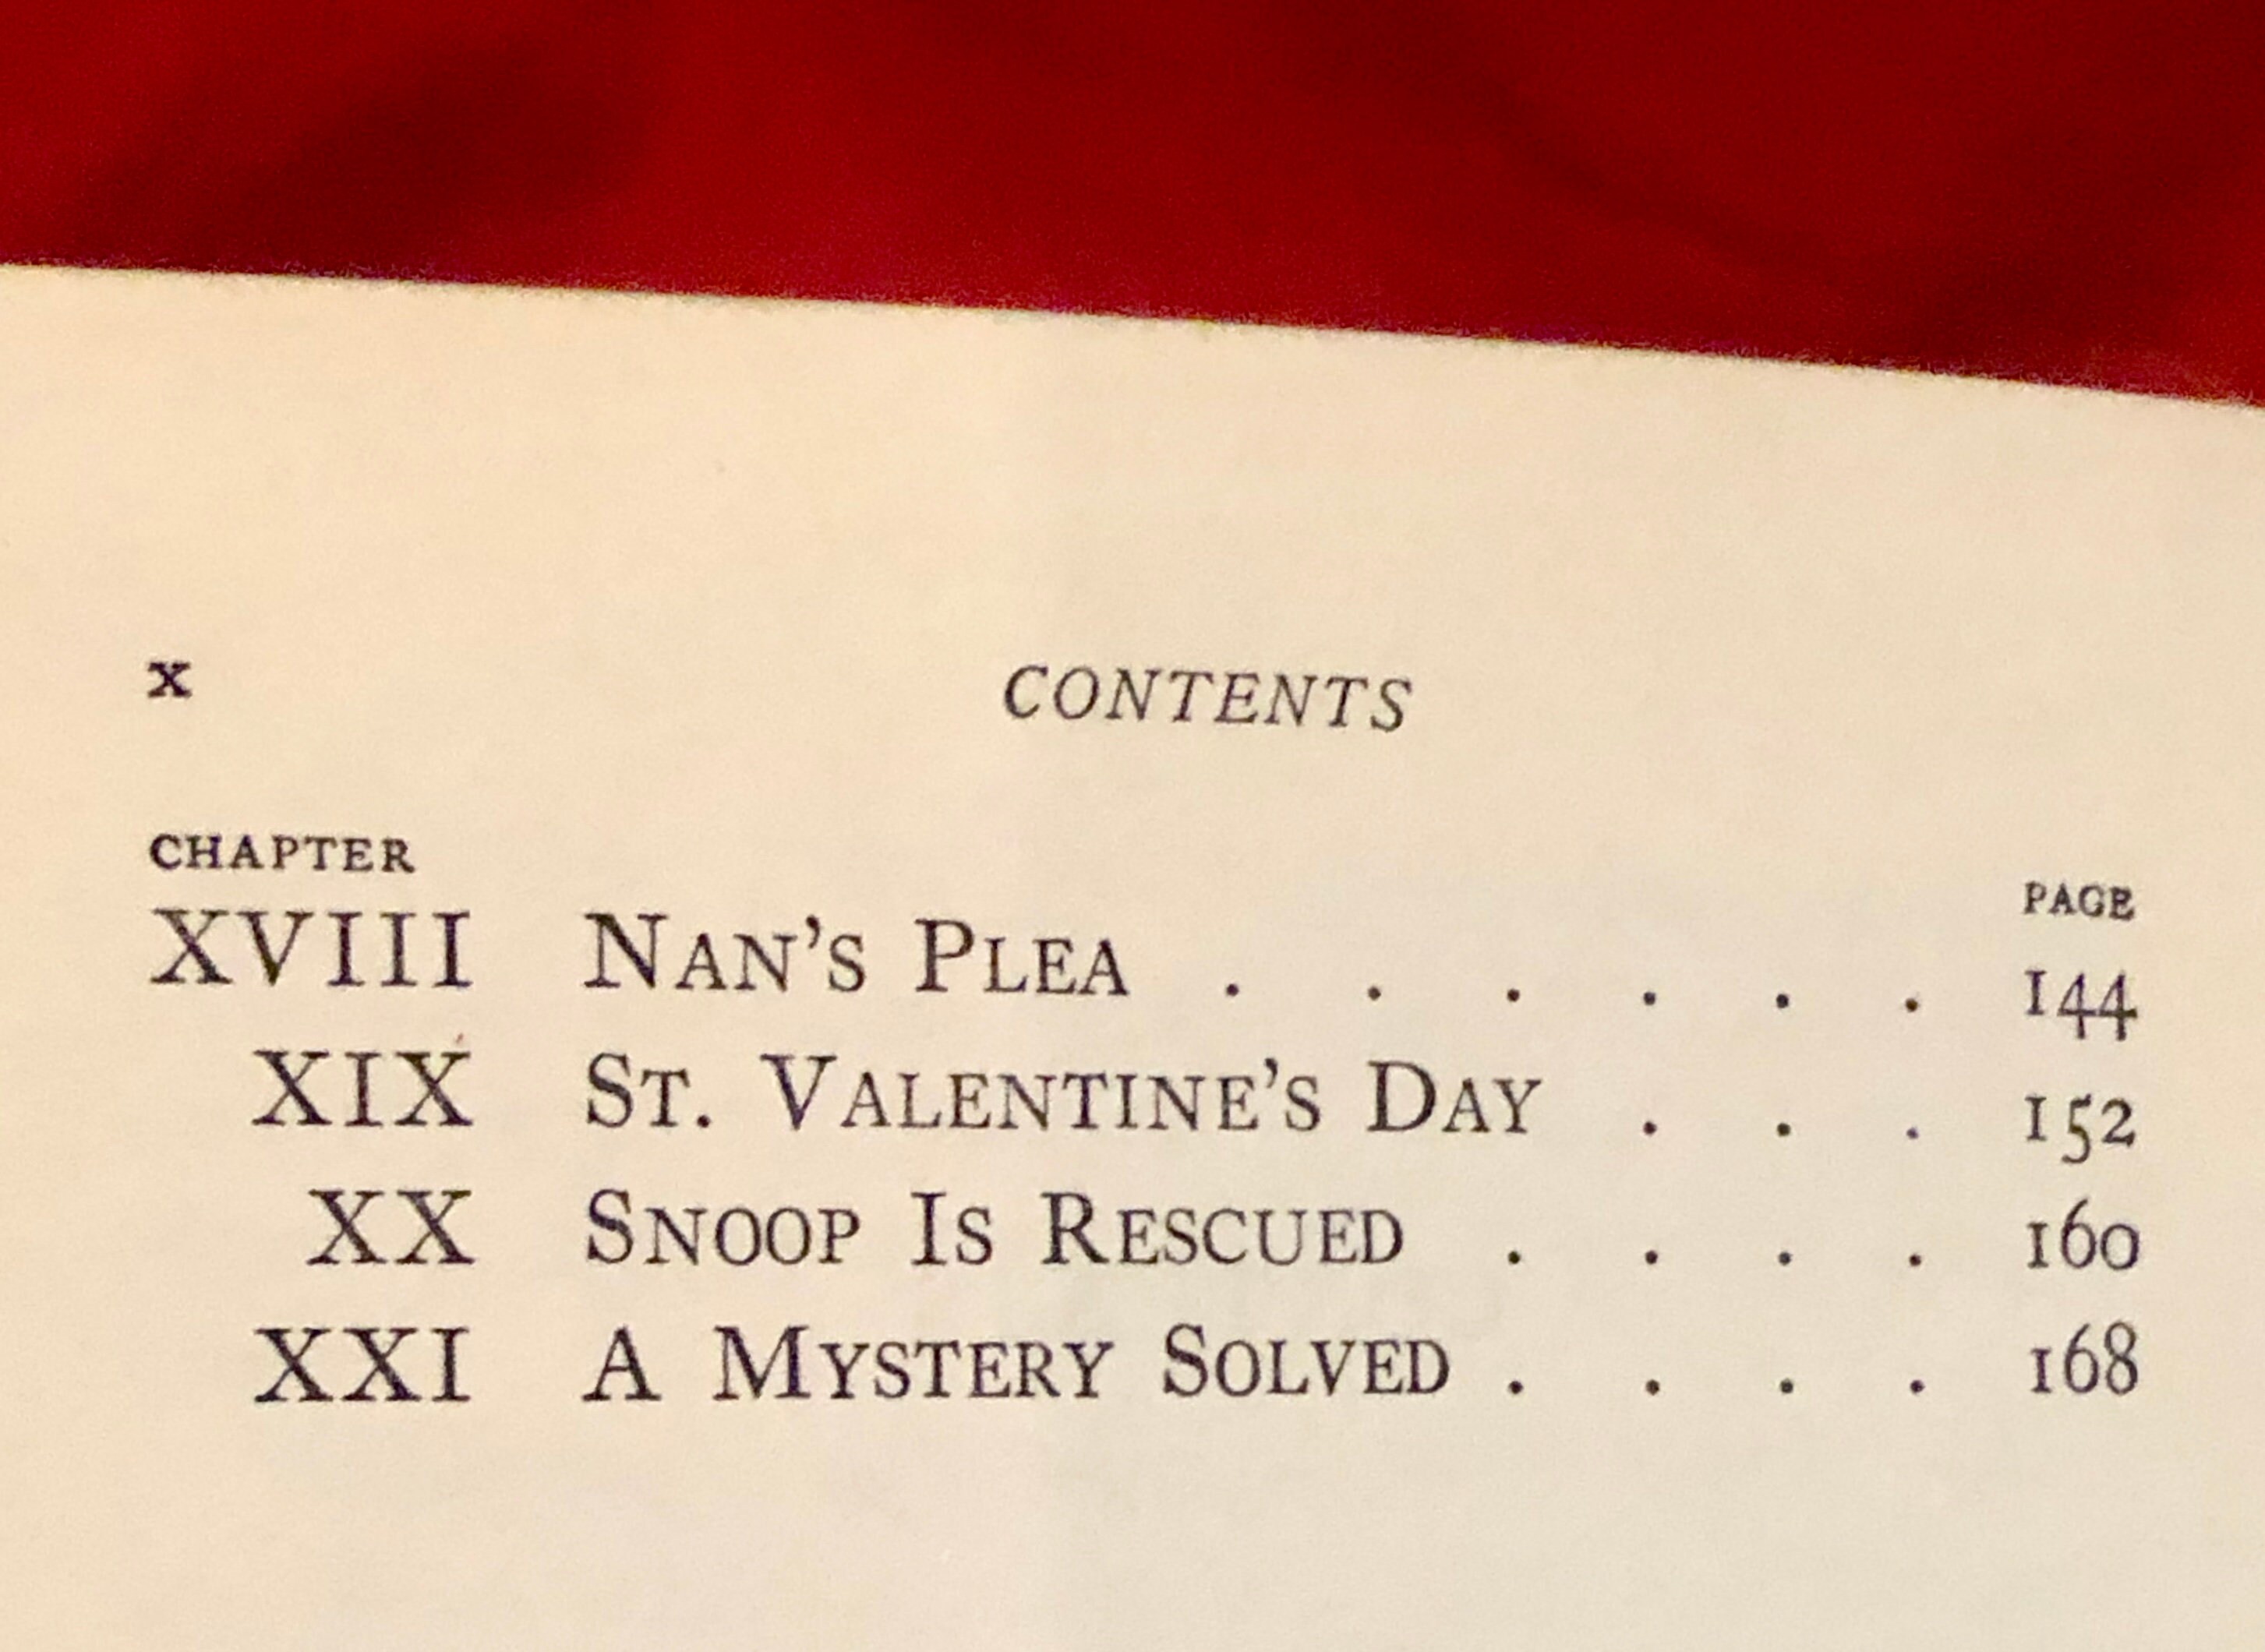 x CONTENTS
CHAPTER PAGE
XVIII NAN'S PLEA . . . . . . 144
XIX ST. VALENTINE'S DAY . . . 152
XX SNOOP IS RESCUED . . . . 160
XXI A MYSTERY SOLVED . . . . 168